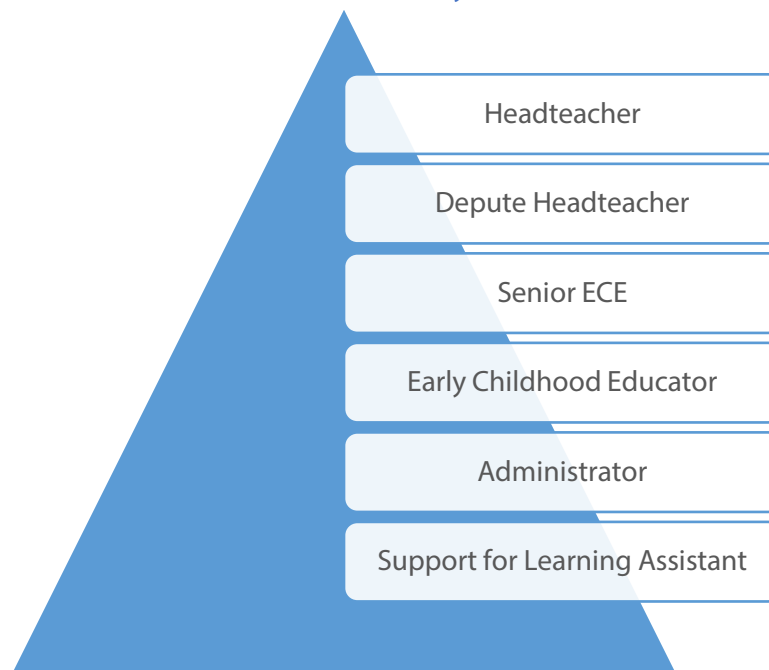 Headteacher
Depute Headteacher
Senior ECE
Early Childhood Educator
Administrator
Support for Learning Assistant